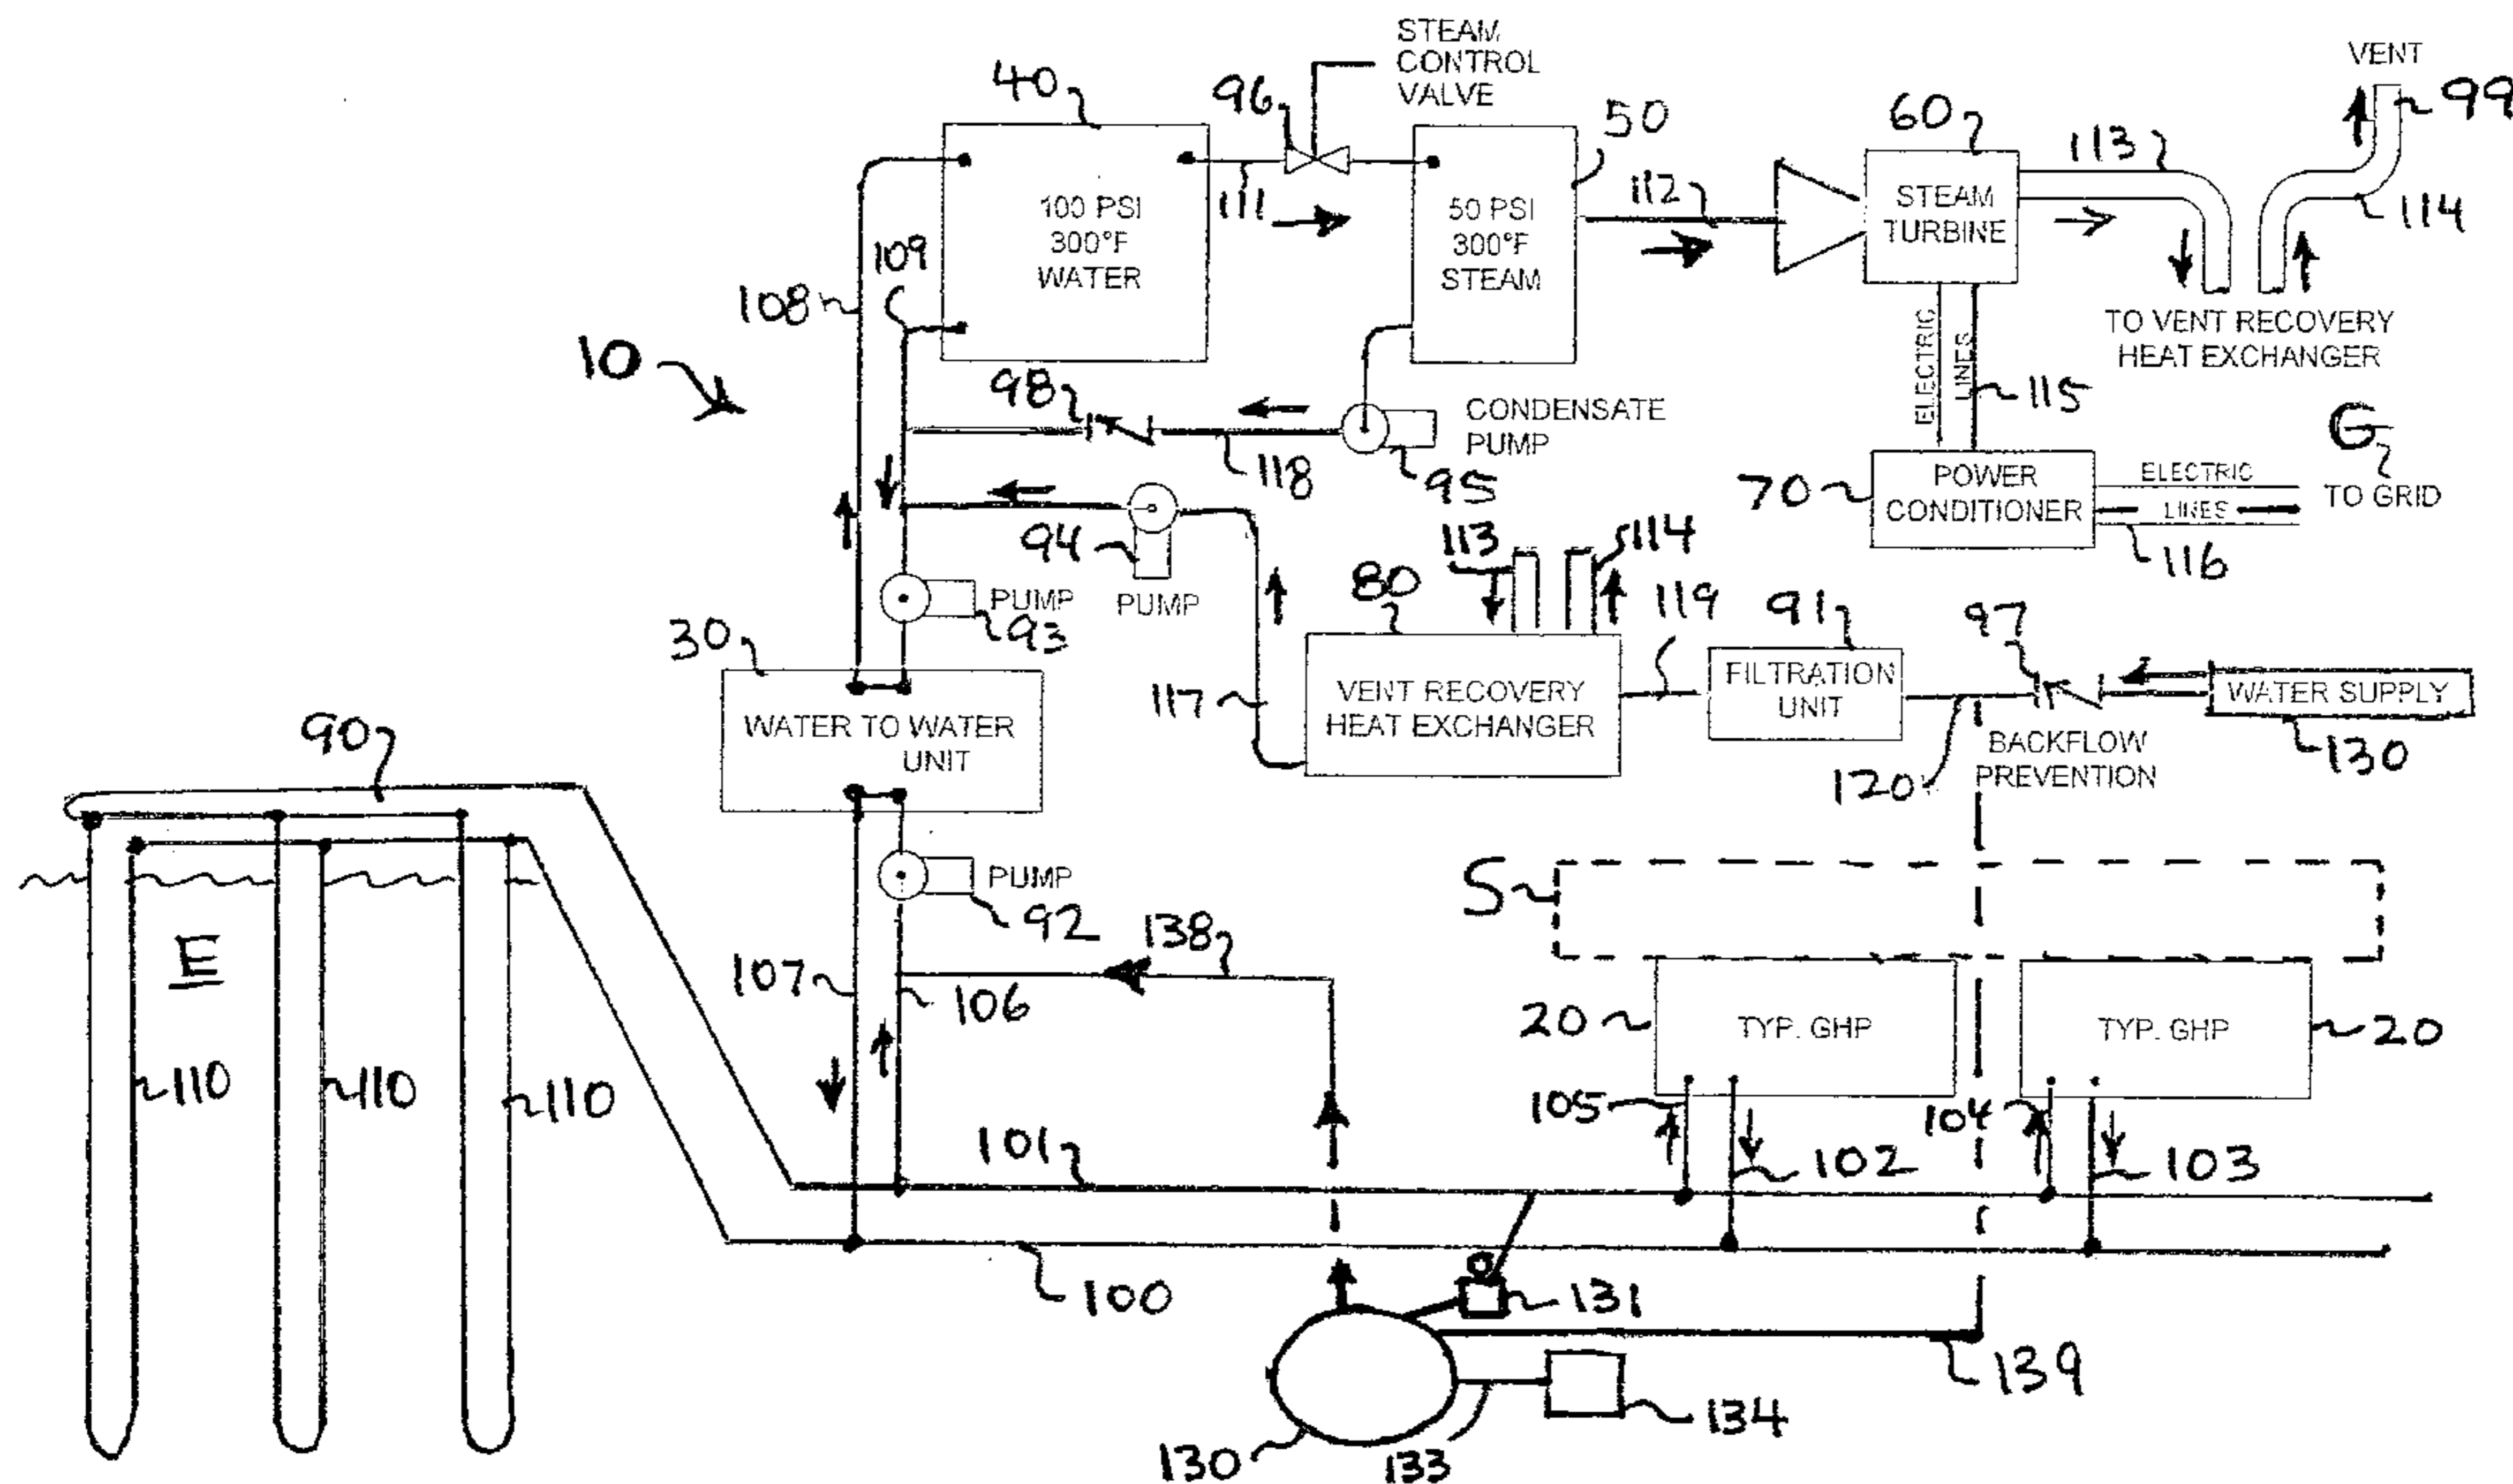 STEAM
CONTROL
VALVE
VENT
40
96
50
60
113
99
100 PSI
300°F
WATER
111
50 PSI
300°F
STEAM
112
STEAM
TURBINE
114
109
108
TO VENT RECOVERY
HEAT EXCHANGER
ELECTRIC
LINES
115
10
98
118
CONDENSATE
PUMP
95
G
70
POWER
CONDITIONER
ELECTRIC
LINES
TO GRID
116
94
PUMP
PUMP
93
113
114
80
119
91
97
30
WATER TO WATER
UNIT
117
VENT RECOVERY
HEAT EXCHANGER
FILTRATION
UNIT
WATER SUPPLY
130
BACKFLOW
PREVENTION
120
90
PUMP
92
138
S
E
107
106
20
TYP. GHP
TYP. GHP
20
110
110
110
105
104
101
102
103
100
131
139
134
130
133